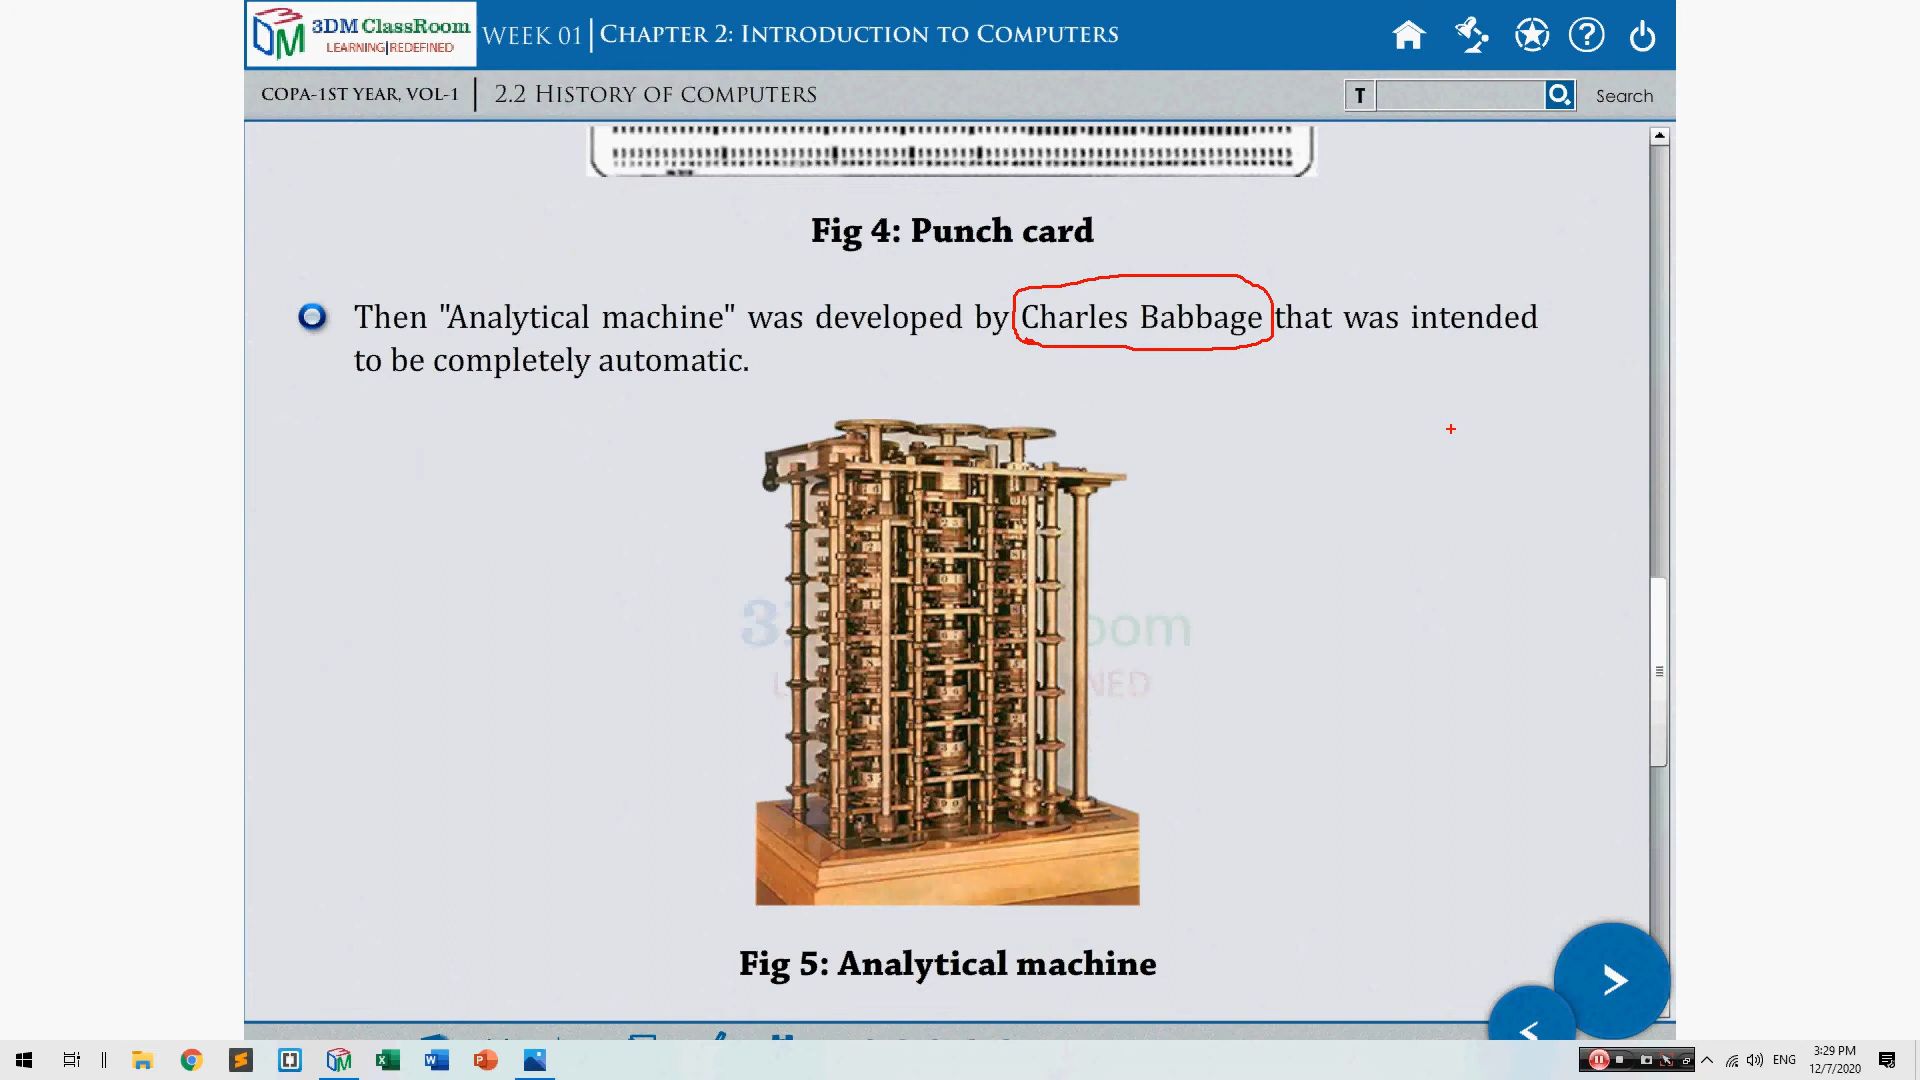 3DM ClassRoom
LEARNING|REDEFINED
WEEK 01 | CHAPTER 2: INTRODUCTION TO COMPUTERS
COPA-1ST YEAR, VOL-1 | 2.2 HISTORY OF COMPUTERS
T
Search
Fig 4: Punch card
Then "Analytical machine" was developed by Charles Babbage that was intended
to be completely automatic.
Fig 5: Analytical machine
ENG
3:29 PM
12/7/2020